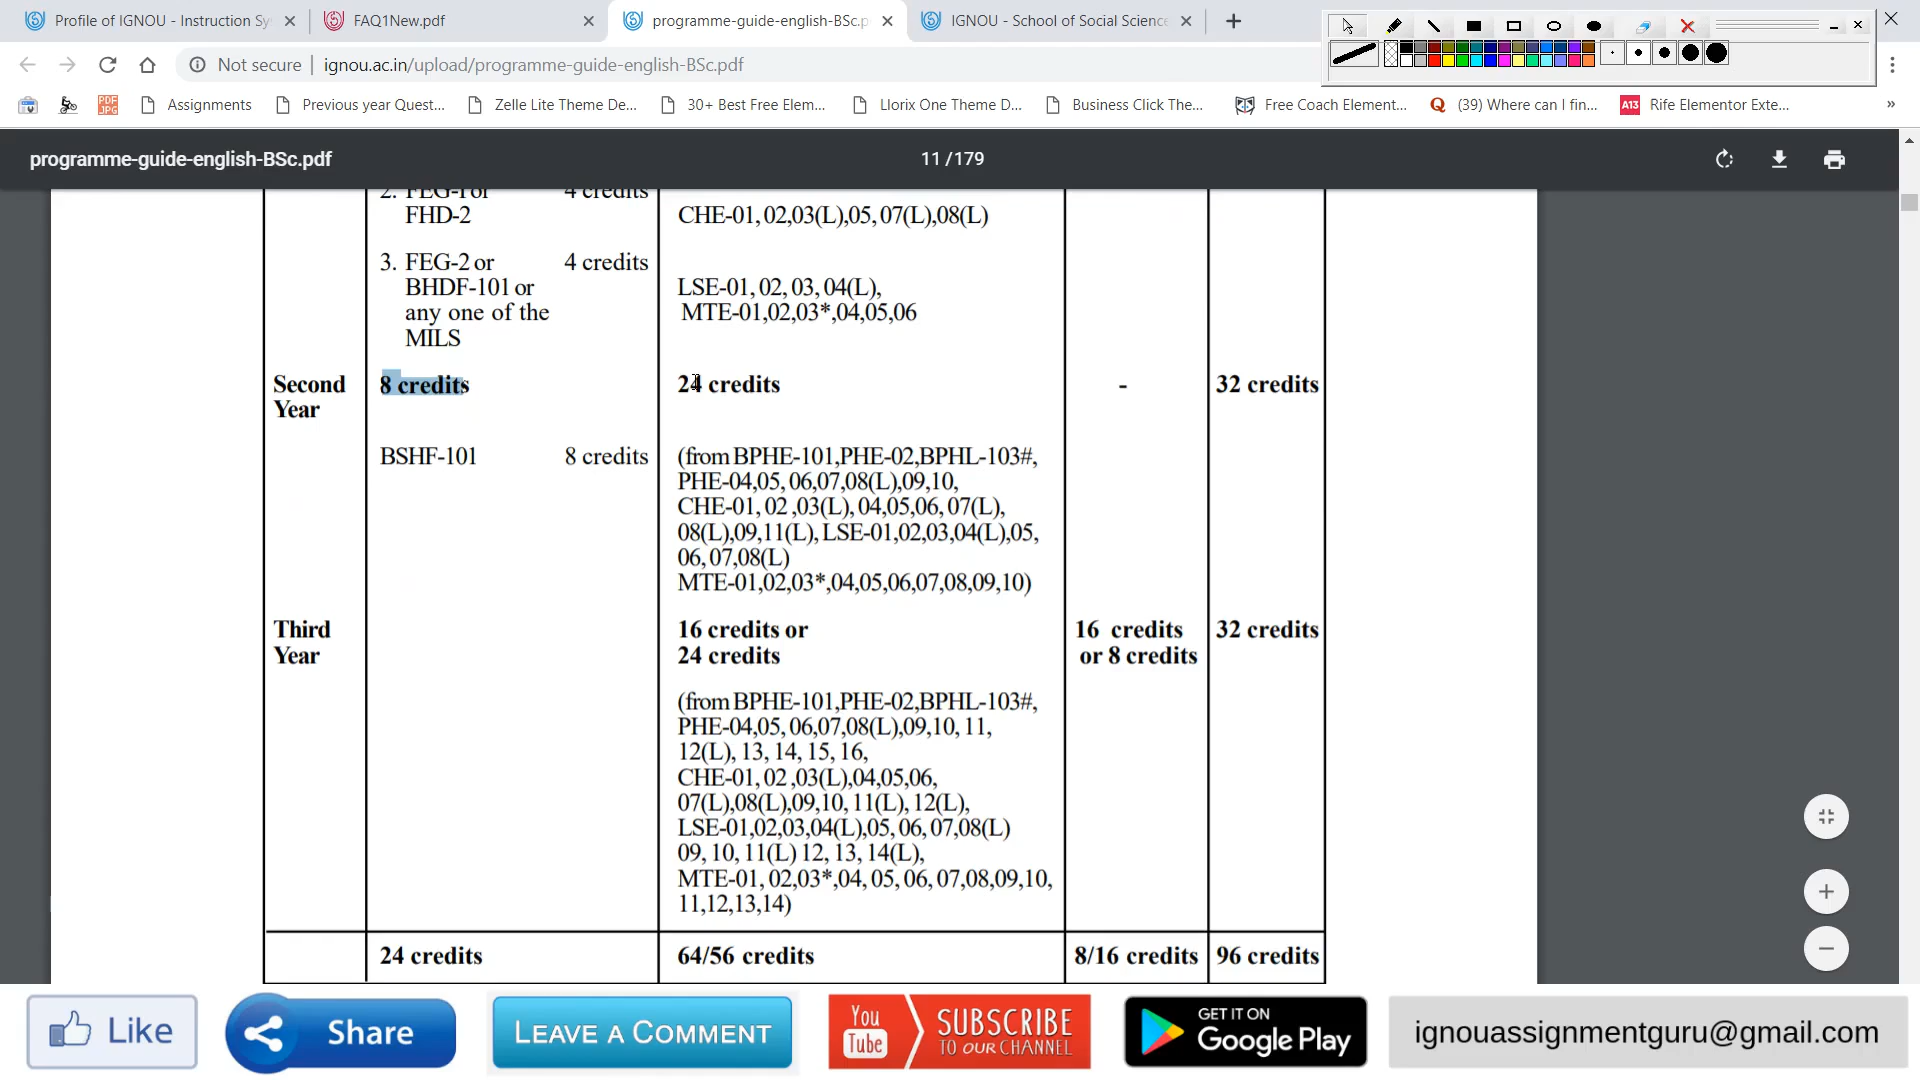 Profile of IGNOU - Instruction Sy
FAQ1New.pdf
programme-guide-english-BSc.p
IGNOU - School of Social Science
Not secure | ignou.ac.in/upload/programme-guide-english-BSc.pdf
Assignments
Previous year Quest...
Zelle Lite Theme De...
30+ Best Free Elem...
Llorix One Theme D...
Business Click The...
Free Coach Element...
(39) Where can I fin...
A13 Rife Elementor Exte...
programme-guide-english-BSc.pdf
11 / 179
2. FEG-1 or 4 credits
FHD-2
CHE-01, 02,03(L),05, 07(L),08(L)
3. FEG-2 or 4 credits
BHDF-101 or
any one of the
MILS
LSE-01, 02, 03, 04(L),
MTE-01,02,03*,04,05,06
Second Year
8 credits
24 credits
-
32 credits
BSHF-101 8 credits
(from BPHE-101,PHE-02,BPHL-103#,
PHE-04,05, 06,07,08(L),09,10,
CHE-01, 02 ,03(L), 04,05,06, 07(L),
08(L),09,11(L), LSE-01,02,03,04(L),05,
06, 07,08(L)
MTE-01,02,03*,04,05,06,07,08,09,10)
Third Year
16 credits or
24 credits
16 credits
or 8 credits
32 credits
(from BPHE-101,PHE-02,BPHL-103#,
PHE-04,05, 06,07,08(L),09,10, 11,
12(L), 13, 14, 15, 16,
CHE-01, 02 ,03(L),04,05,06,
07(L),08(L),09,10, 11(L), 12(L),
LSE-01,02,03,04(L),05, 06, 07,08(L)
09, 10, 11(L) 12, 13, 14(L),
MTE-01, 02,03*,04, 05, 06, 07,08,09,10,
11,12,13,14)
24 credits
64/56 credits
8/16 credits
96 credits
Like
Share
LEAVE A COMMENT
You Tube
SUBSCRIBE
TO OUR CHANNEL
GET IT ON
Google Play
ignouassignmentguru@gmail.com